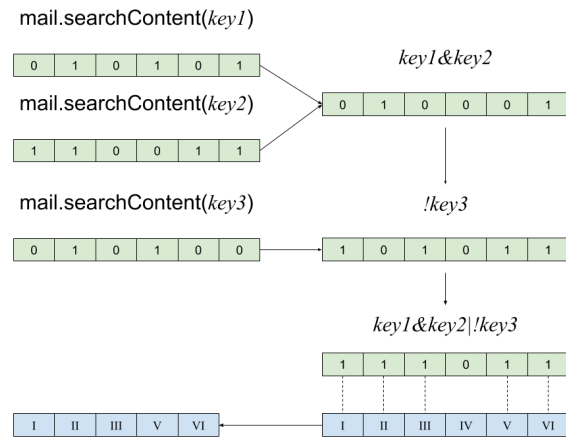 mail.searchContent(key1)
0 1 0 1 0 1
key1&key2
mail.searchContent(key2)
0 1 0 0 0 1
1 1 0 0 1 1
mail.searchContent(key3)
!key3
0 1 0 1 0 0
1 0 1 0 1 1
key1&key2|!key3
1 1 1 0 1 1
I II III V VI
I II III IV V VI